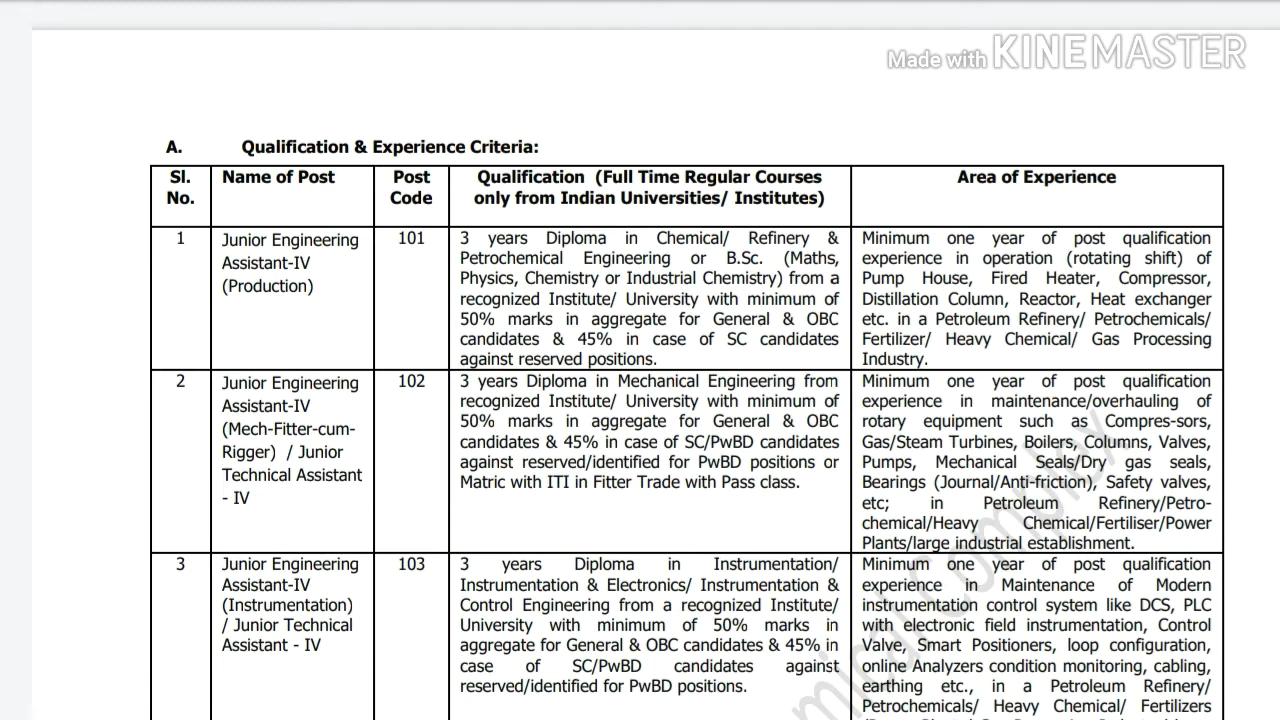 Made with KINEMASTER
A. Qualification & Experience Criteria:
Sl. No.
Name of Post
Post Code
Qualification (Full Time Regular Courses
only from Indian Universities/ Institutes)
Area of Experience
1
Junior Engineering
Assistant-IV
(Production)
101
3 years Diploma in Chemical/ Refinery &
Petrochemical Engineering or B.Sc. (Maths,
Physics, Chemistry or Industrial Chemistry) from a
recognized Institute/ University with minimum of
50% marks in aggregate for General & OBC
candidates & 45% in case of SC candidates
against reserved positions.
Minimum one year of post qualification
experience in operation (rotating shift) of
Pump House, Fired Heater, Compressor,
Distillation Column, Reactor, Heat exchanger
etc. in a Petroleum Refinery/ Petrochemicals/
Fertilizer/ Heavy Chemical/ Gas Processing
Industry.
2
Junior Engineering
Assistant-IV
(Mech-Fitter-cum-
Rigger) / Junior
Technical Assistant
- IV
102
3 years Diploma in Mechanical Engineering from
recognized Institute/ University with minimum of
50% marks in aggregate for General & OBC
candidates & 45% in case of SC/PwBD candidates
against reserved/identified for PwBD positions or
Matric with ITI in Fitter Trade with Pass class.
Minimum one year of post qualification
experience in maintenance/overhauling of
rotary equipment such as Compres-sors,
Gas/Steam Turbines, Boilers, Columns, Valves,
Pumps, Mechanical Seals/Dry gas seals,
Bearings (Journal/Anti-friction), Safety valves,
etc; in Petroleum Refinery/Petro-
chemical/Heavy Chemical/Fertiliser/Power
Plants/large industrial establishment.
3
Junior Engineering
Assistant-IV
(Instrumentation)
/ Junior Technical
Assistant - IV
103
3 years Diploma in Instrumentation/
Instrumentation & Electronics/ Instrumentation &
Control Engineering from a recognized Institute/
University with minimum of 50% marks in
aggregate for General & OBC candidates & 45% in
case of SC/PwBD candidates against
reserved/identified for PwBD positions.
Minimum one year of post qualification
experience in Maintenance of Modern
instrumentation control system like DCS, PLC
with electronic field instrumentation, Control
Valve, Smart Positioners, loop configuration,
online Analyzers condition monitoring, cabling,
earthing etc., in a Petroleum Refinery/
Petrochemicals/ Heavy Chemical/ Fertilizers
mical Complex